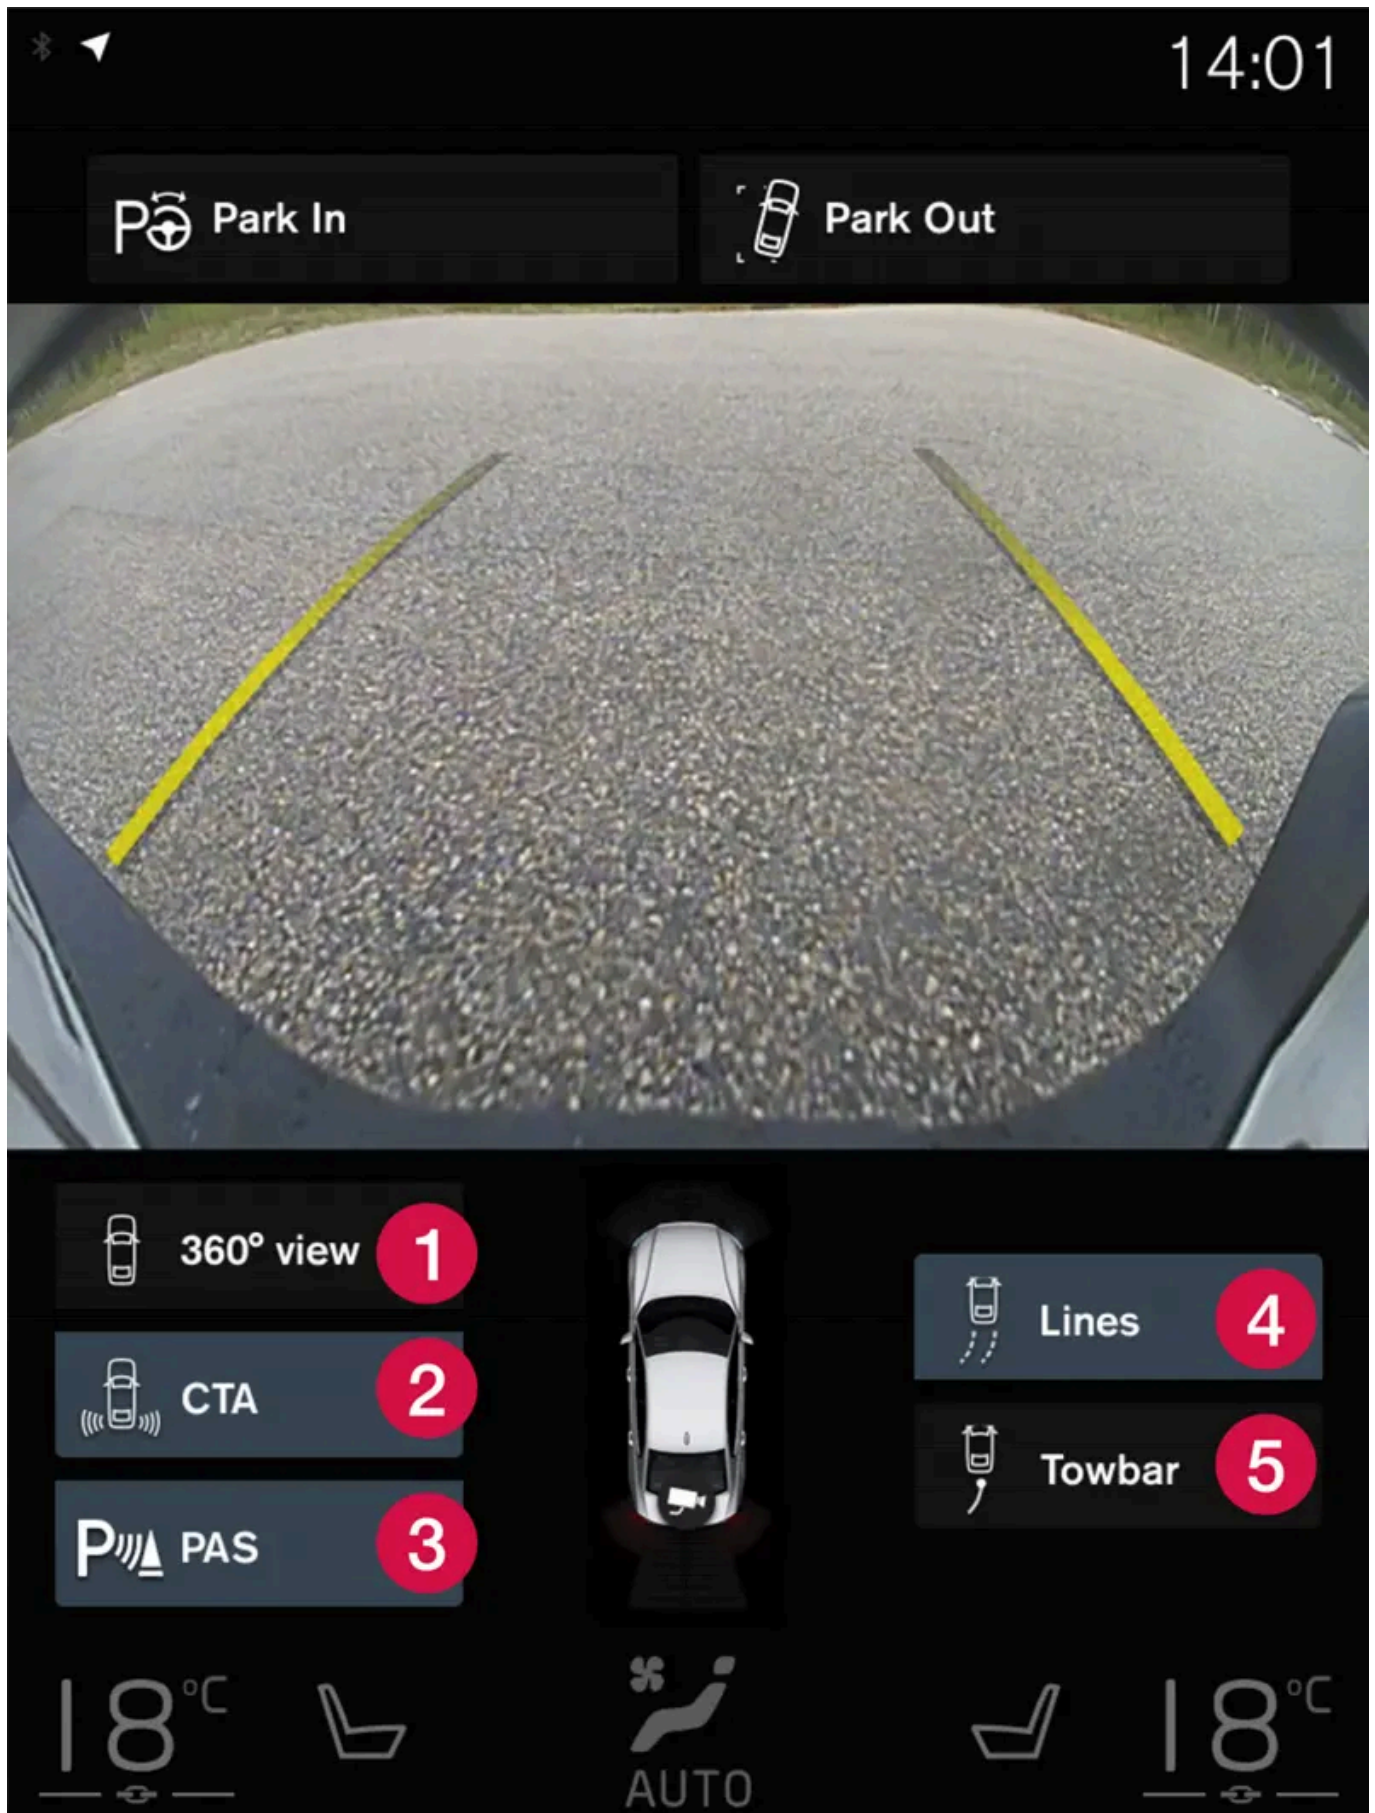 14:01
Park In
Park Out
360° view 1
CTA 2
P PAS 3
Lines 4
Towbar 5
18°C
AUTO
18°C